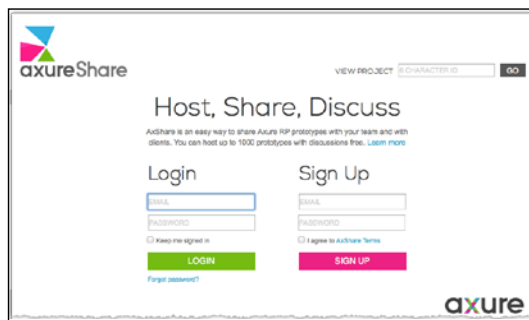 axureShare
VIEW PROJECT 6 CHARACTER ID GO
Host, Share, Discuss
AxShare is an easy way to share Axure RP prototypes with your team and with
clients. You can host up to 1000 prototypes with discussions free. Learn more
Login
EMAIL
PASSWORD
Keep me signed in
LOGIN
Forgot password?
Sign Up
EMAIL
PASSWORD
I agree to AxShare Terms
SIGN UP
axure